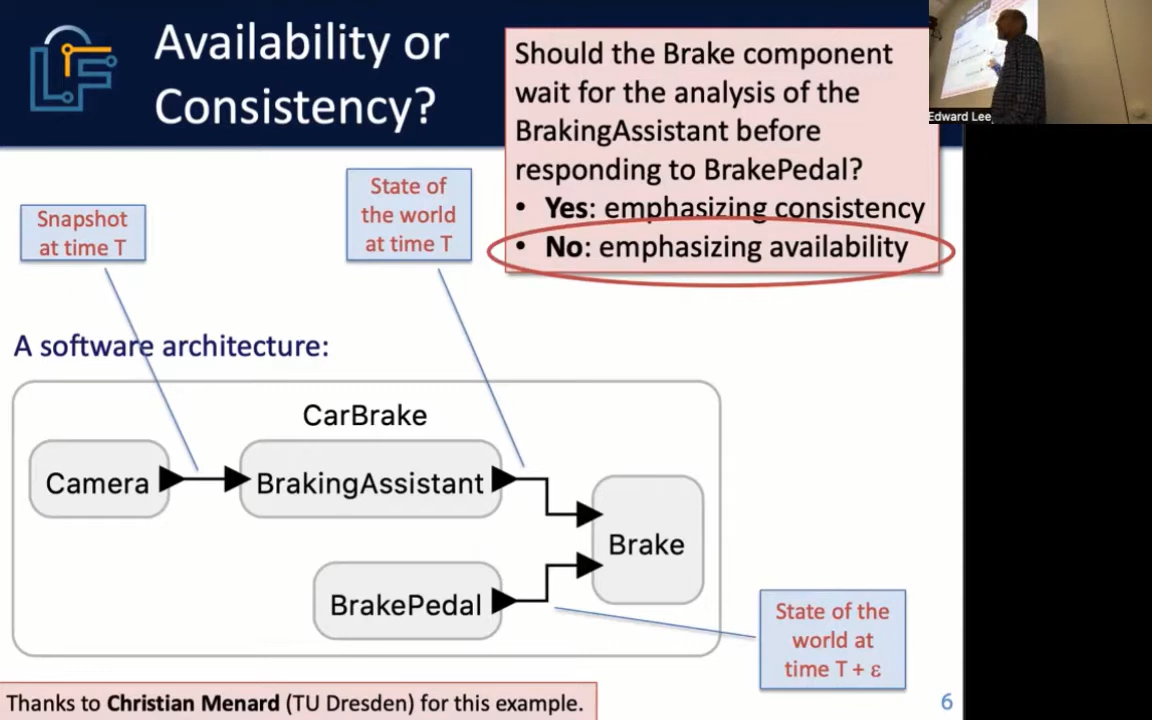 Availability or
Consistency?
Should the Brake component
wait for the analysis of the
BrakingAssistant before
responding to BrakePedal?
• Yes: emphasizing consistency
• No: emphasizing availability
Edward Lee
Snapshot
at time T
State of
the world
at time T
A software architecture:
CarBrake
Camera
BrakingAssistant
Brake
BrakePedal
State of the
world at
time T + ε
Thanks to Christian Menard (TU Dresden) for this example.
6